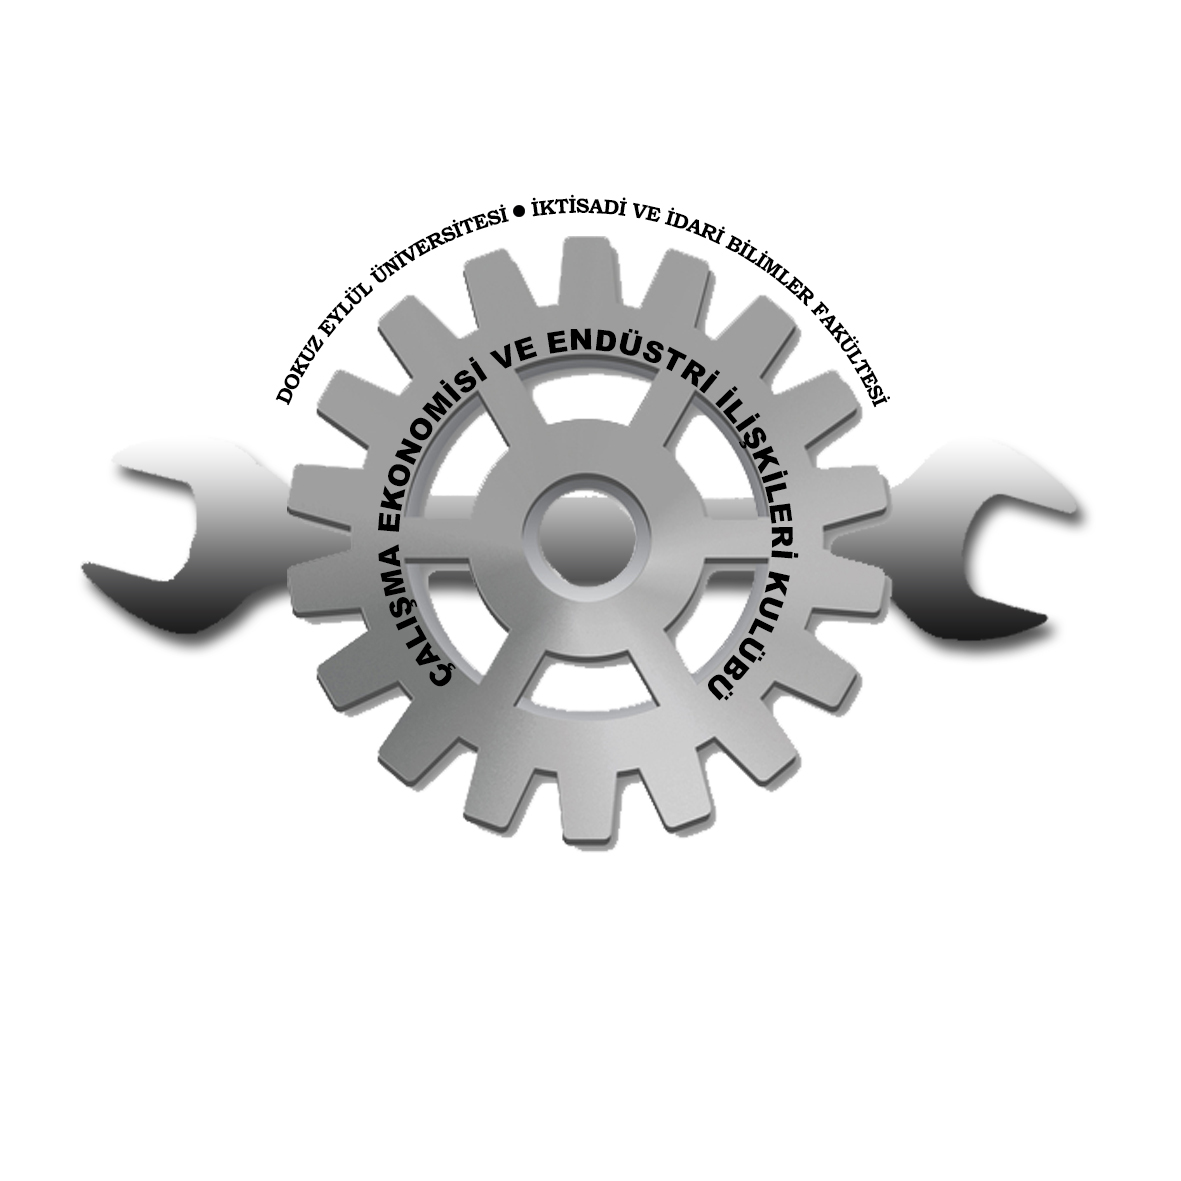 DOKUZ EYLÜL ÜNİVERSİTESİ ● İKTİSADİ VE İDARİ BİLİMLER FAKÜLTESİ
ÇALIŞMA EKONOMİSİ VE ENDÜSTRİ İLİŞKİLERİ KULÜBÜ